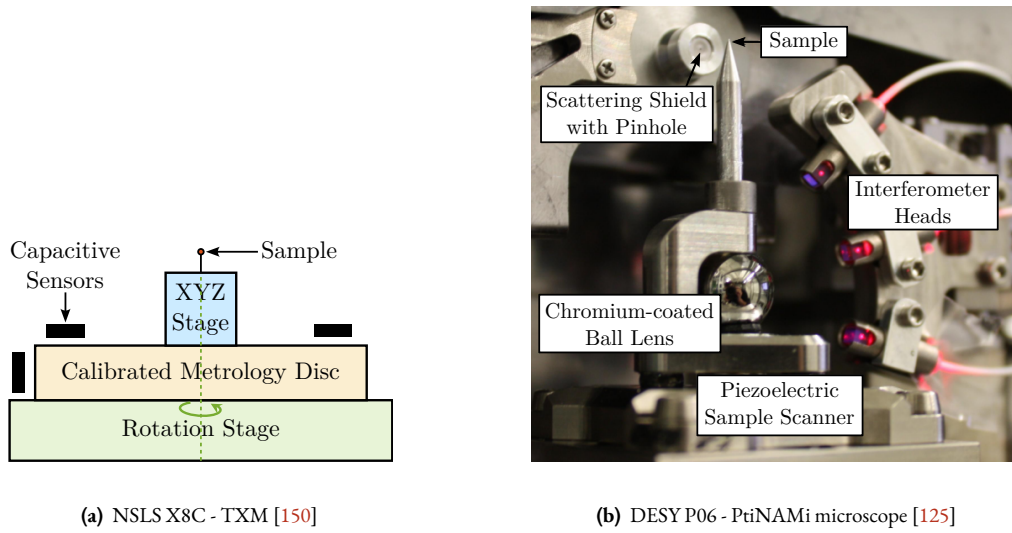 Capacitive
Sensors
Sample
XYZ
Stage
Calibrated Metrology Disc
Rotation Stage
(a) NSLS X8C - TXM [150]
Sample
Scattering Shield
with Pinhole
Interferometer
Heads
Chromium-coated
Ball Lens
Piezoelectric
Sample Scanner
(b) DESY P06 - PtiNAMi microscope [125]